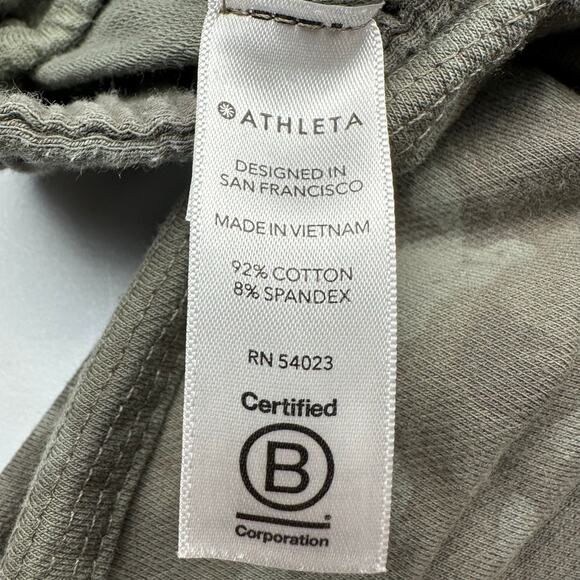 ATHLETA
DESIGNED IN
SAN FRANCISCO
MADE IN VIETNAM
92% COTTON
8% SPANDEX
RN 54023
Certified
B
Corporation